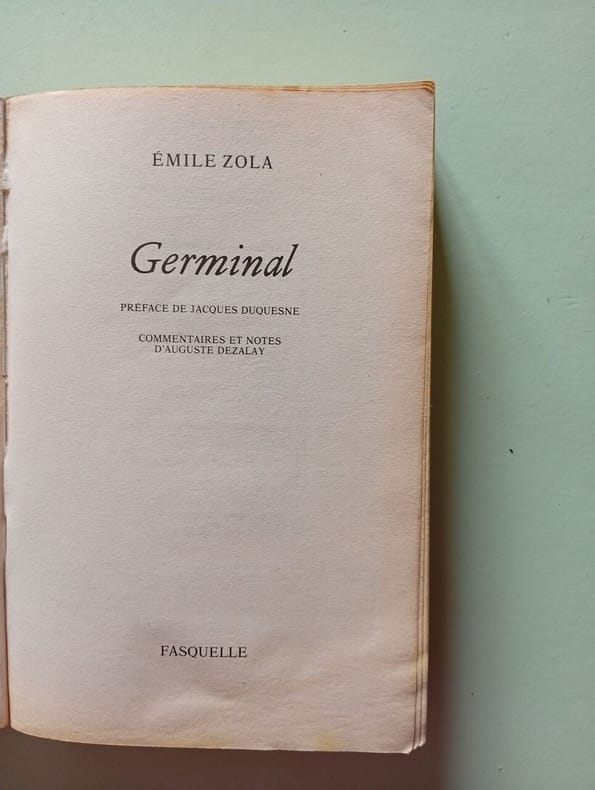 ÉMILE ZOLA
Germinal
PRÉFACE DE JACQUES DUQUESNE
COMMENTAIRES ET NOTES
D'AUGUSTE DEZALAY
FASQUELLE